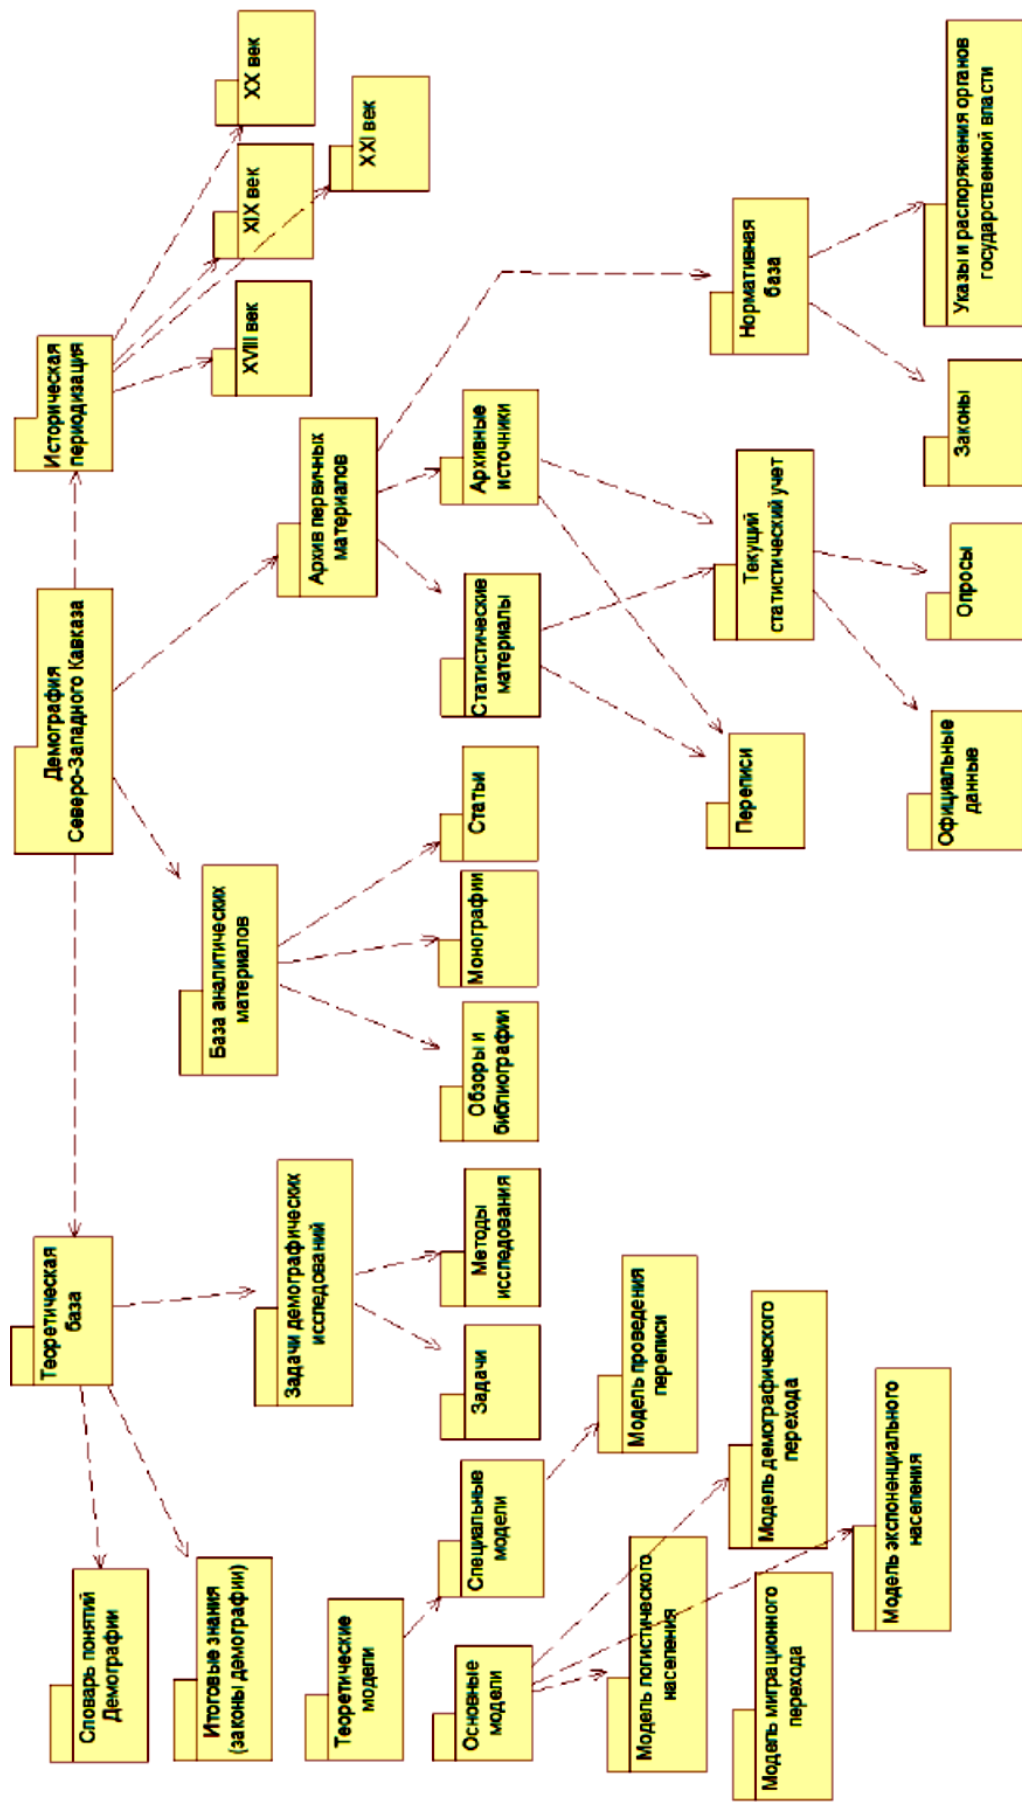 Демография
Северо-Западного Кавказа
Теоретическая
база
Историческая
периодизация
Словарь понятий
Демографии
Итоговые знания
(законы демографии)
База аналитических
материалов
XVIII век
XIX век
XX век
XXI век
Задачи демографических
исследований
Архив первичных
материалов
Теоретические
модели
Основные
модели
Специальные
модели
Задачи
Методы
исследования
Обзоры и
библиографии
Монографии
Статьи
Статистические
материалы
Архивные
источники
Модель логистического
населения
Модель проведения
переписи
Модель миграционного
перехода
Модель демографического
перехода
Переписи
Текущий
статистический учет
Нормативная
база
Модель экспоненциального
населения
Официальные
данные
Опросы
Законы
Указы и распоряжения органов
государственной власти